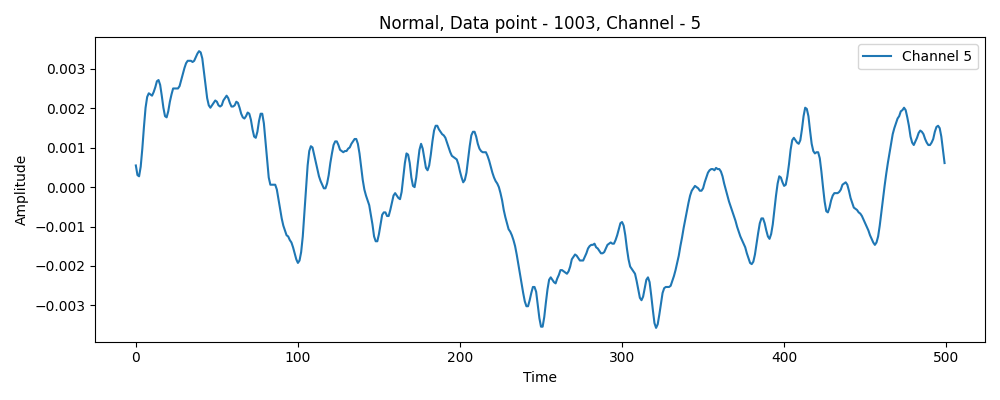 Normal, Data point - 1003, Channel - 5
Channel 5
Amplitude
0.003
0.002
0.001
0.000
−0.001
−0.002
−0.003
0 100 200 300 400 500
Time